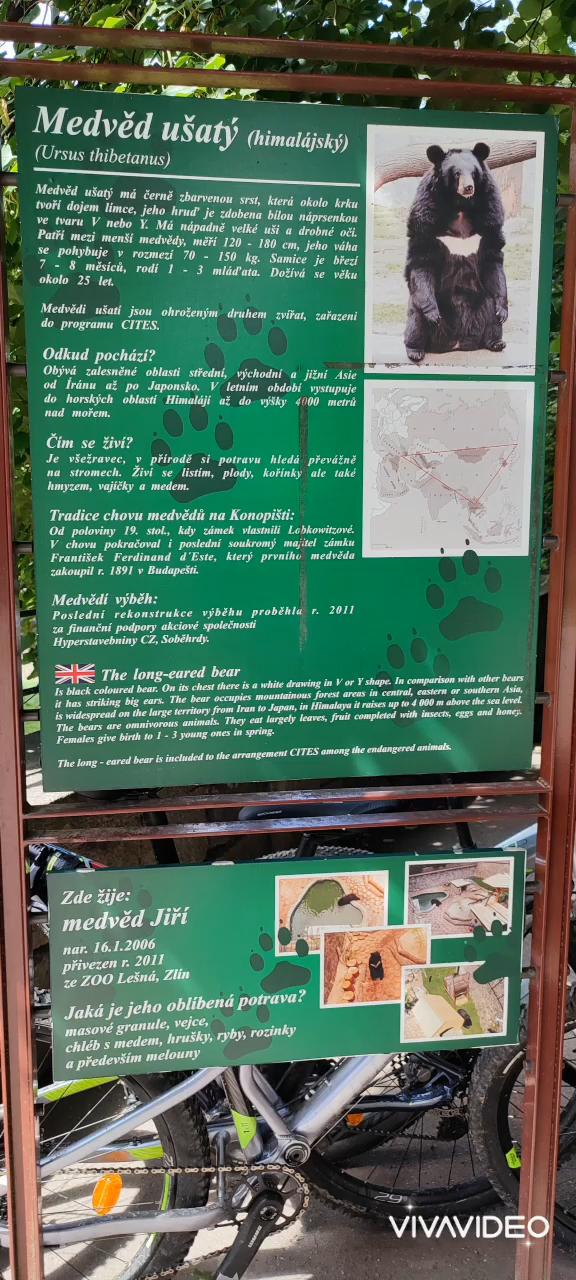 Medvěd ušatý (himalájský)
(Ursus thibetanus)
Medvěd ušatý má černě zbarvenou srst, která okolo krku
tvoří dojem límce, jeho hruď je zdobena bílou náprsenkou
ve tvaru V nebo Y. Má nápadně velké uši a drobné oči.
Patří mezi menší medvědy, měří 120 - 180 cm, jeho váha
se pohybuje v rozmezí 70 - 150 kg. Samice je březí
7 - 8 měsíců, rodí 1 - 3 mláďata. Dožívá se věku
okolo 25 let.
Medvědi ušatí jsou ohroženým druhem zvířat, zařazeni
do programu CITES.
Odkud pochází?
Obývá zalesněné oblasti střední, východní a jižní Asie
od Íránu až po Japonsko. V letním období vystupuje
do horských oblastí Himalájí až do výšky 4000 metrů
nad mořem.
Čím se živí?
Je všežravec, v přírodě si potravu hledá převážně
na stromech. Živí se listím, plody, kořínky ale také
hmyzem, vajíčky a medem.
Tradice chovu medvědů na Konopišti:
Od poloviny 19. stol., kdy zámek vlastnili Lobkowitzové.
V chovu pokračoval i poslední soukromý majitel zámku
František Ferdinand d´Este, který prvního medvěda
zakoupil r. 1891 v Budapešti.
Medvědí výběh:
Poslední rekonstrukce výběhu proběhla r. 2011
za finanční podpory akciové společnosti
Hyperstavebniny CZ, Soběhrdy.
The long-eared bear
Is black coloured bear. On its chest there is a white drawing in V or Y shape. In comparison with other bears
it has striking big ears. The bear occupies mountainous forest areas in central, eastern or southern Asia,
is widespread on the large territory from Iran to Japan, in Himalaya it raises up to 4 000 m above the sea level.
The bears are omnivorous animals. They eat largely leaves, fruit completed with insects, eggs and honey.
Females give birth to 1 - 3 young ones in spring.
The long - eared bear is included to the arrangement CITES among the endangered animals.
Zde žije:
medvěd Jiří
nar. 16.1.2006
přivezen r. 2011
ze ZOO Lešná, Zlín
Jaká je jeho oblíbená potrava?
masové granule, vejce,
chléb s medem, hrušky, ryby, rozinky
a především melouny
29
VIVAVIDEO